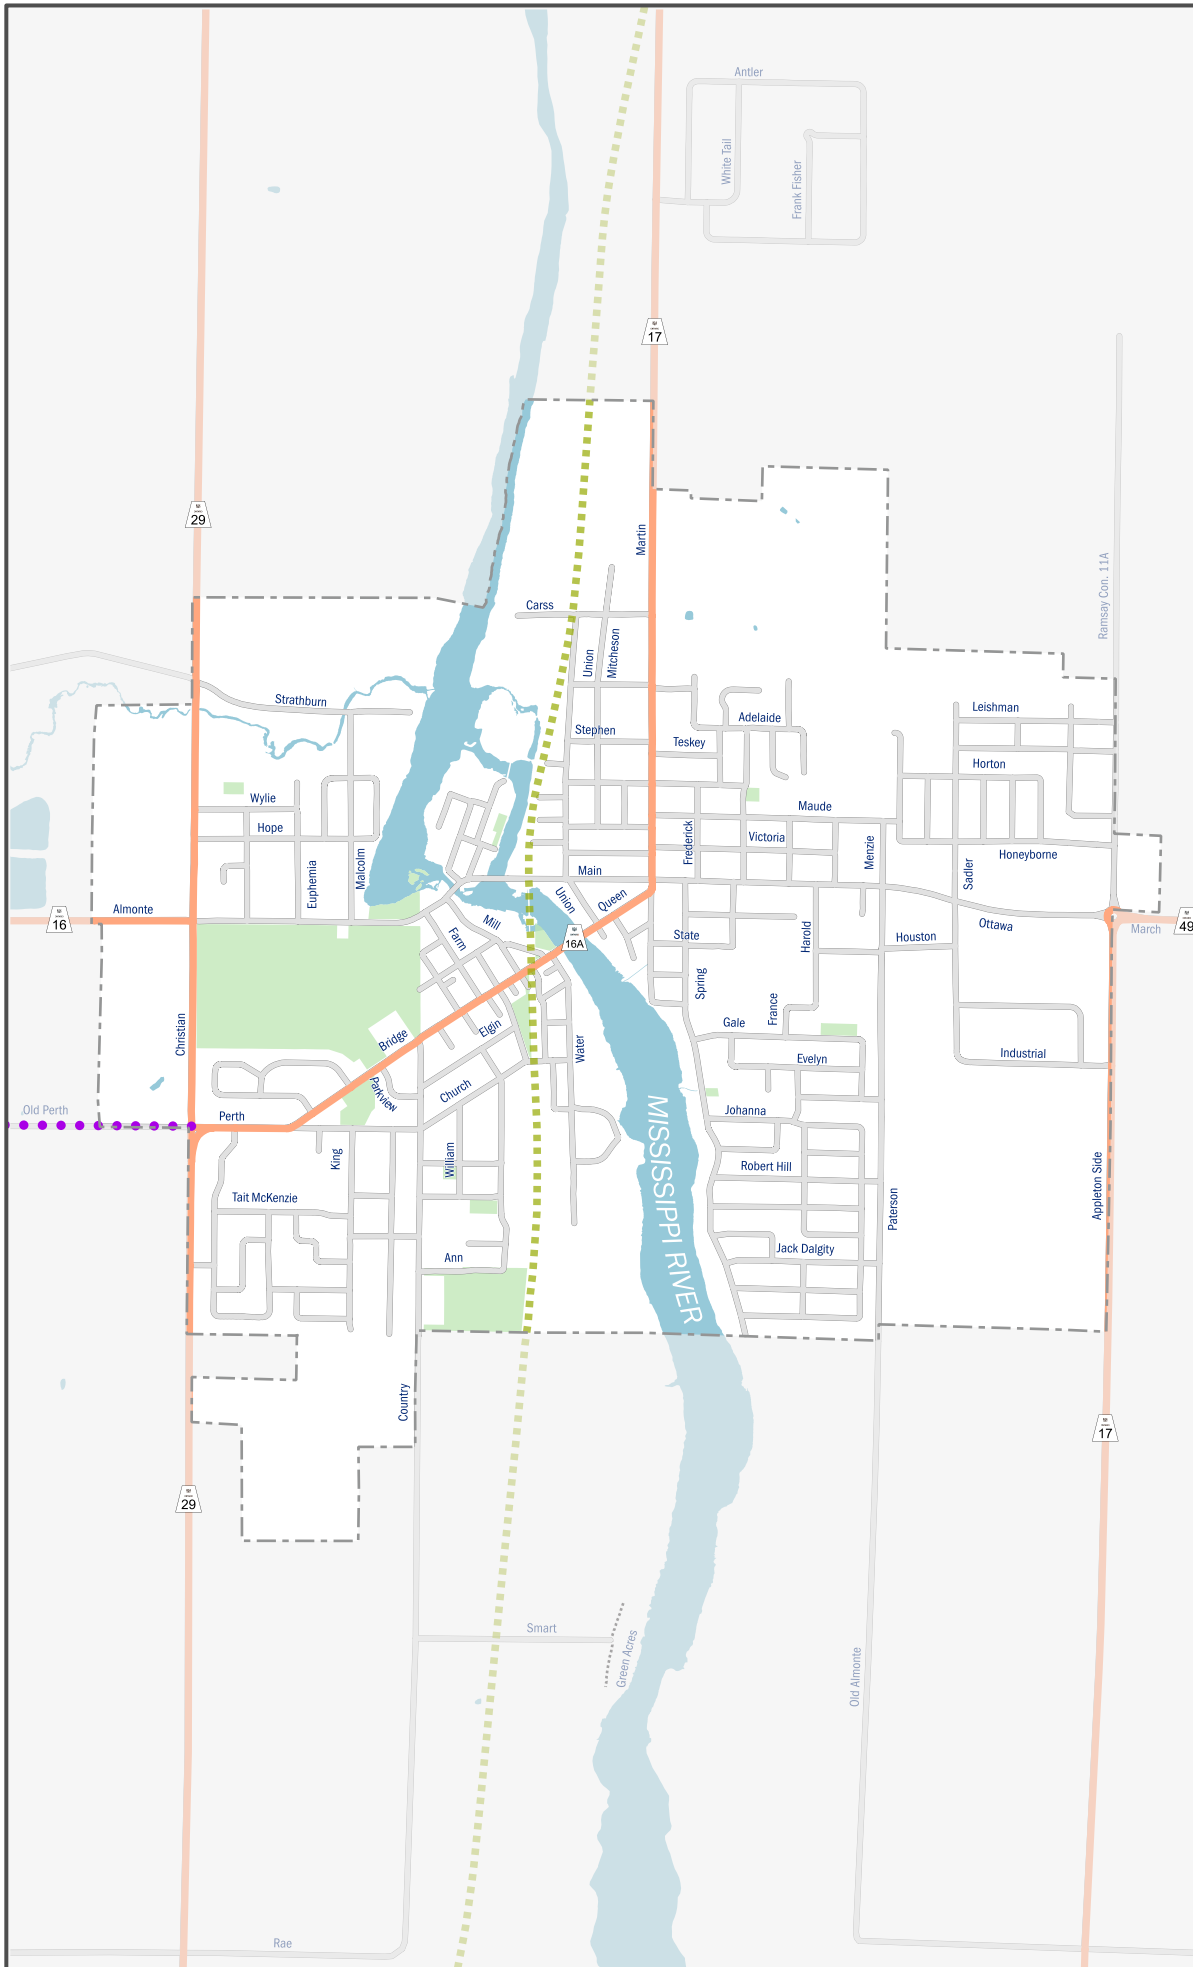 Antler
White Tail
Frank Fisher
17
29
Martin
Ramsay Con. 11A
Carss
Union
Mitcheson
Strathburn
Leishman
Adelaide
Stephen
Teskey
Horton
Wylie
Maude
Hope
Frederick
Victoria
Menzie
Honeyborne
Euphemia
Malcolm
Main
Sadler
Union
Queen
Almonte
16
Mill
Farm
16A
State
Harold
Houston
Ottawa
March
49
Spring
France
Christian
Bridge
Elgin
Water
Gale
Evelyn
Industrial
Parkview
Church
Old Perth
Perth
Johanna
MISSISSIPPI RIVER
King
William
Robert Hill
Tait McKenzie
Paterson
Appleton Side
Ann
Jack Dalgity
Country
17
29
Smart
Green Acres
Old Almonte
Rae